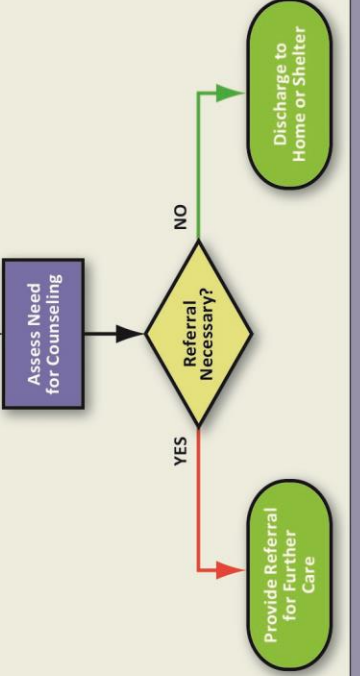 Assess Need
for Counseling
Referral
Necessary?
YES
NO
Provide Referral
for Further
Care
Discharge to
Home or Shelter